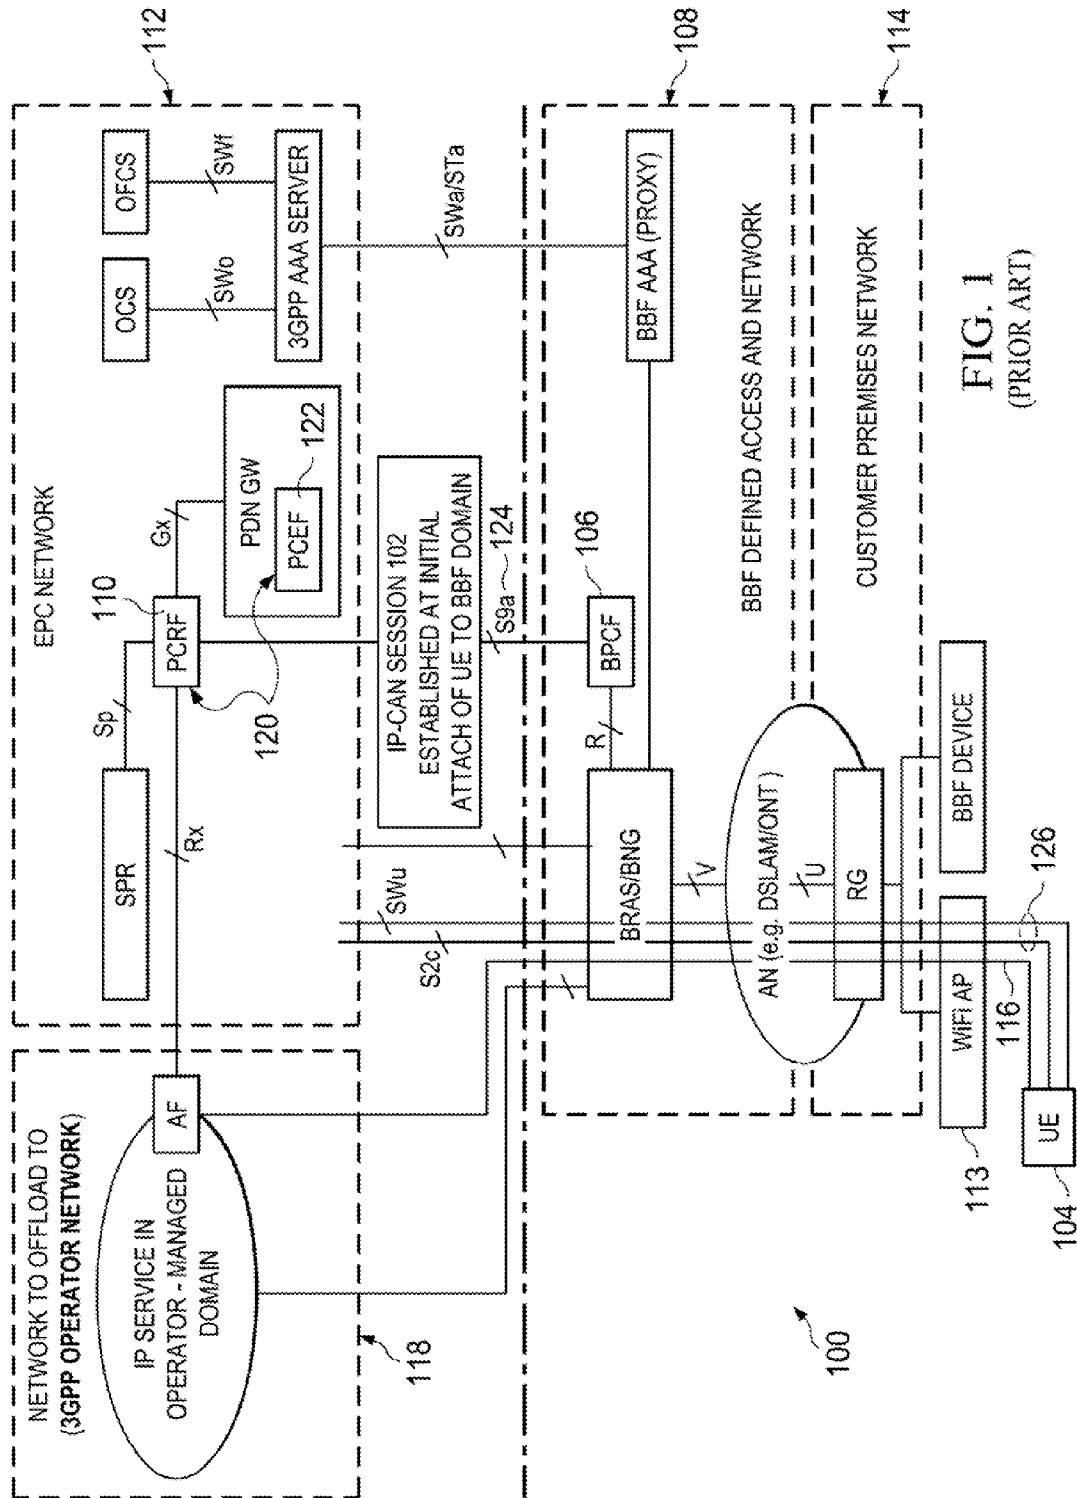 NETWORK TO OFFLOAD TO
(3GPP OPERATOR NETWORK)
IP SERVICE IN
OPERATOR - MANAGED
DOMAIN
AF
118
EPC NETWORK
112
SPR
Sp
Rx
PCRF
110
120
Gx
PDN GW
PCEF
122
OCS
OFCS
SWo
SWf
3GPP AAA SERVER
S2c
SWu
IP-CAN SESSION 102
ESTABLISHED AT INITIAL
ATTACH OF UE TO BBF DOMAIN
S9a
124
SWa/STa
BRAS/BNG
R
BPCF
106
BBF AAA (PROXY)
108
V
BBF DEFINED ACCESS AND NETWORK
AN (e.g. DSLAM/ONT )
U
RG
CUSTOMER PREMISES NETWORK
114
113
WiFi AP
BBF DEVICE
116
126
UE
104
100
FIG. 1
(PRIOR ART)